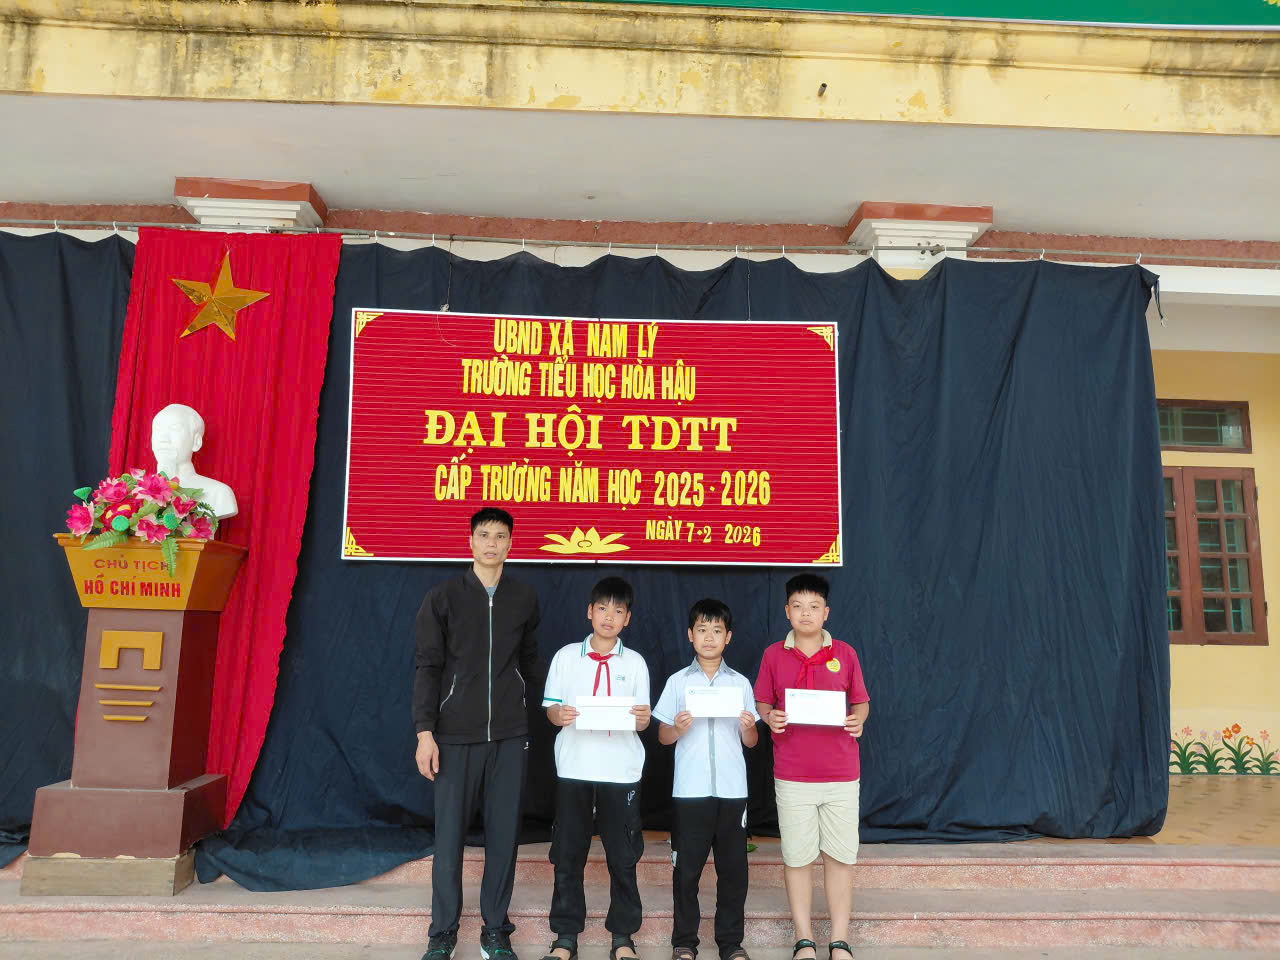 UBND XÃ NAM LÝ
TRƯỜNG TIỂU HỌC HÒA HẬU
ĐẠI HỘI TDTT
CẤP TRƯỜNG NĂM HỌC 2025 - 2026
NGÀY 7-2 2026
CHỦ TỊCH
HỒ CHÍ MINH